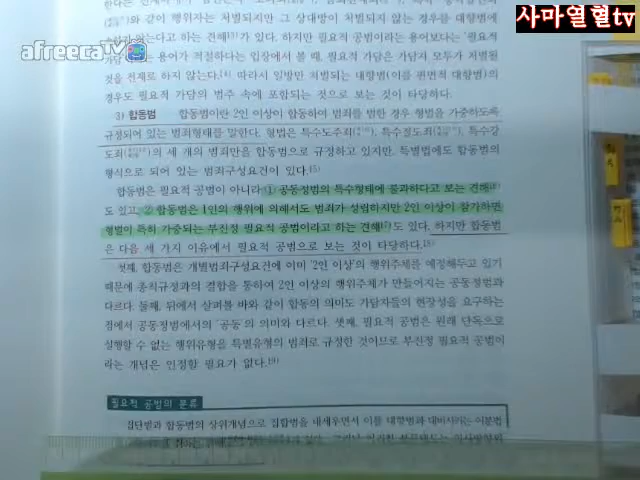 사마열혈tv
afreecaTV
와 같이 행위자는 처벌되지만 그 상대방이 처벌되지 않는 경우를 대향범에
는다고 하는 견해 가 있다. 하지만 필요적 공범이라는 용어보다는 '필요적
용어가 적절하다는 입장에서 볼 때, 필요적 가담은 가담자 모두가 처벌될
것을 전제로 하지 않는다. 따라서 일방만 처벌되는 대향범(이를 편면적 대향범)의
경우도 필요적 가담의 범주 속에 포함되는 것으로 보는 것이 타당하다.
3) 합동범 합동범이란 2인 이상이 합동하여 범죄를 범한 경우 형벌을 가중하도록
규정되어 있는 범죄형태를 말한다. 형법은 특수도주죄, 특수절도죄, 특수강
도죄의 세 개의 범죄만을 합동범으로 규정하고 있지만, 특별법에도 합동범의
형식으로 되어 있는 범죄구성요건이 있다.15)
합동범은 필요적 공범이 아니라 ① 공동정범의 특수형태에 불과하다고 보는 견해
도 있고, ② 합동범은 1인의 행위에 의해서도 범죄가 성립하지만 2인 이상이 참가하면
형벌이 특히 가중되는 부진정 필요적 공범이라고 하는 견해17)도 있다. 하지만 합동범
은 다음 세 가지 이유에서 필요적 공범으로 보는 것이 타당하다.18)
첫째, 합동범은 개별범죄구성요건에 이미 '2인 이상'의 행위주체를 예정해두고 있기
때문에 총칙규정과의 결합을 통하여 2인 이상의 행위주체가 만들어지는 공동정범과
다르다. 둘째, 뒤에서 살펴볼 바와 같이 합동의 의미도 가담자들의 현장성을 요구하는
점에서 공동정범에서의 '공동'의 의미와 다르다. 셋째, 필요적 공범은 원래 단독으로
실행할 수 없는 행위유형을 특별유형의 범죄로 규정한 것이므로 부진정 필요적 공범이
라는 개념은 인정할 필요가 없다.19)
필요적 공범의 분류
집단범과 합동범의 상위개념으로 집합범을 내세우면서 이를 대향범과 대비시키는 이분법